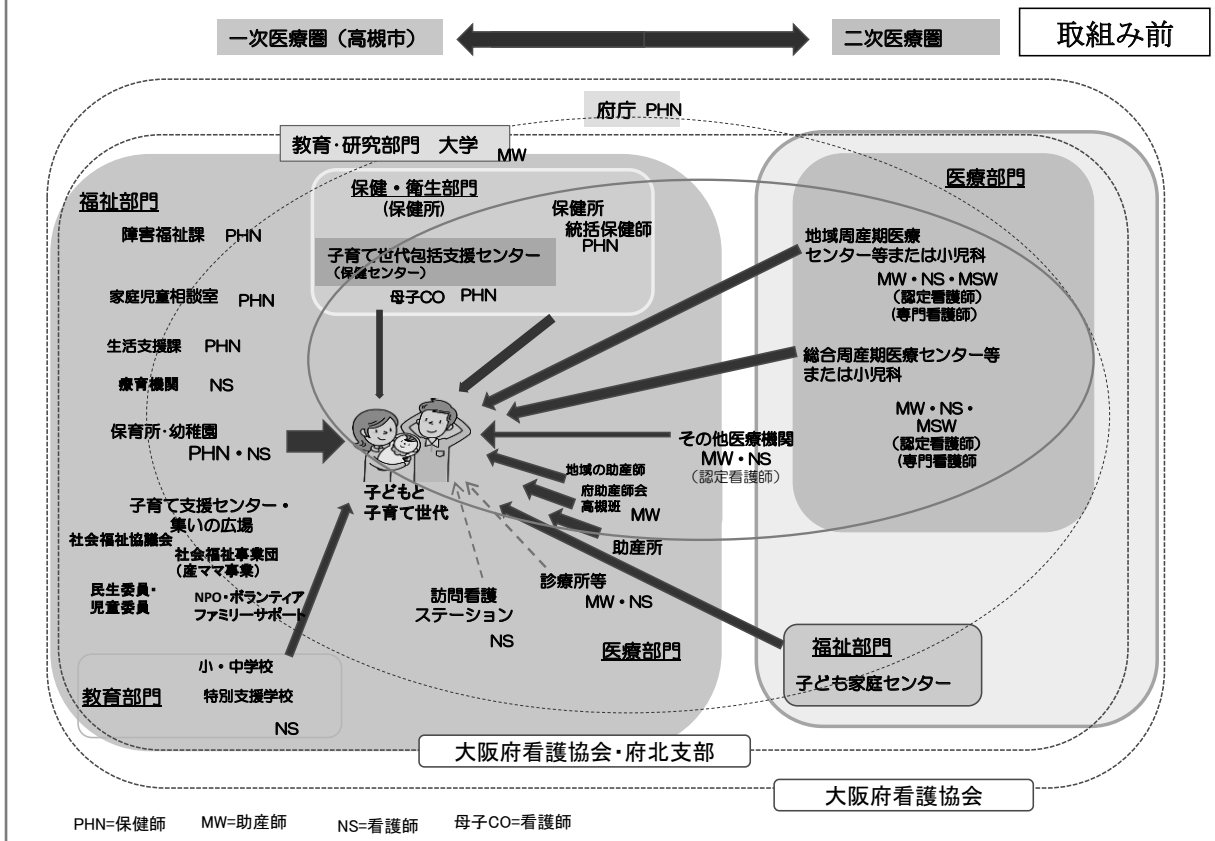 一次医療圏（高槻市）
二次医療圏
取組み前
府庁 PHN
教育・研究部門　大学
MW
福祉部門
障害福祉課　PHN
家庭児童相談室　PHN
生活支援課　PHN
療育機関　NS
保育所・幼稚園
PHN・NS
子育て支援センター・
集いの広場
社会福祉協議会
社会福祉事業団
（産ママ事業）
民生委員・
児童委員
NPO・ボランティア
ファミリーサポート
小・中学校
教育部門
特別支援学校
NS
保健・衛生部門
(保健所)
保健所
統括保健師
PHN
子育て世代包括支援センター
（保健センター）
母子CO　PHN
子どもと
子育て世代
地域の助産師
府助産師会
高槻班
MW
助産所
診療所等
MW・NS
訪問看護
ステーション
NS
医療部門
その他医療機関
MW・NS
（認定看護師）
医療部門
地域周産期医療
センター等または小児科
MW・NS・MSW
（認定看護師）
(専門看護師）
総合周産期医療センター等
または小児科
MW・NS・
MSW
（認定看護師）
(専門看護師
福祉部門
子ども家庭センター
大阪府看護協会・府北支部
大阪府看護協会
PHN=保健師
MW=助産師
NS=看護師
母子CO=看護師